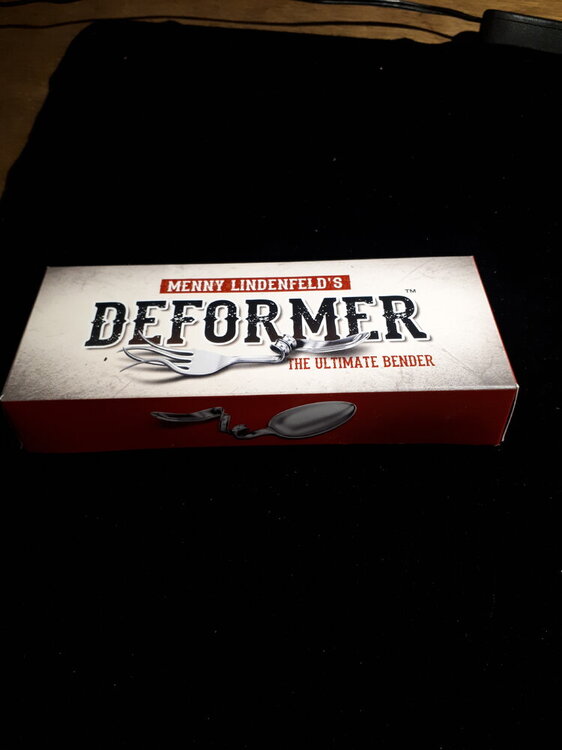 MENNY LINDENFELD'S
DEFORMER™
THE ULTIMATE BENDER